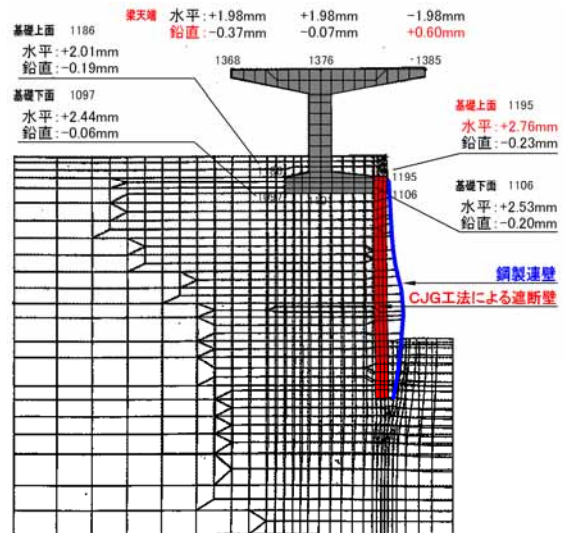 梁天端 水平:+1.98mm +1.98mm -1.98mm
鉛直:-0.37mm -0.07mm +0.60mm
基礎上面 1186
水平:+2.01mm
鉛直:-0.19mm
1368 1376 1385
基礎下面 1097
水平:+2.44mm
鉛直:-0.06mm
基礎上面 1195
水平:+2.76mm
鉛直:-0.23mm
1195
1106
基礎下面 1106
水平:+2.53mm
鉛直:-0.20mm
鋼製連壁
CJG工法による遮断壁